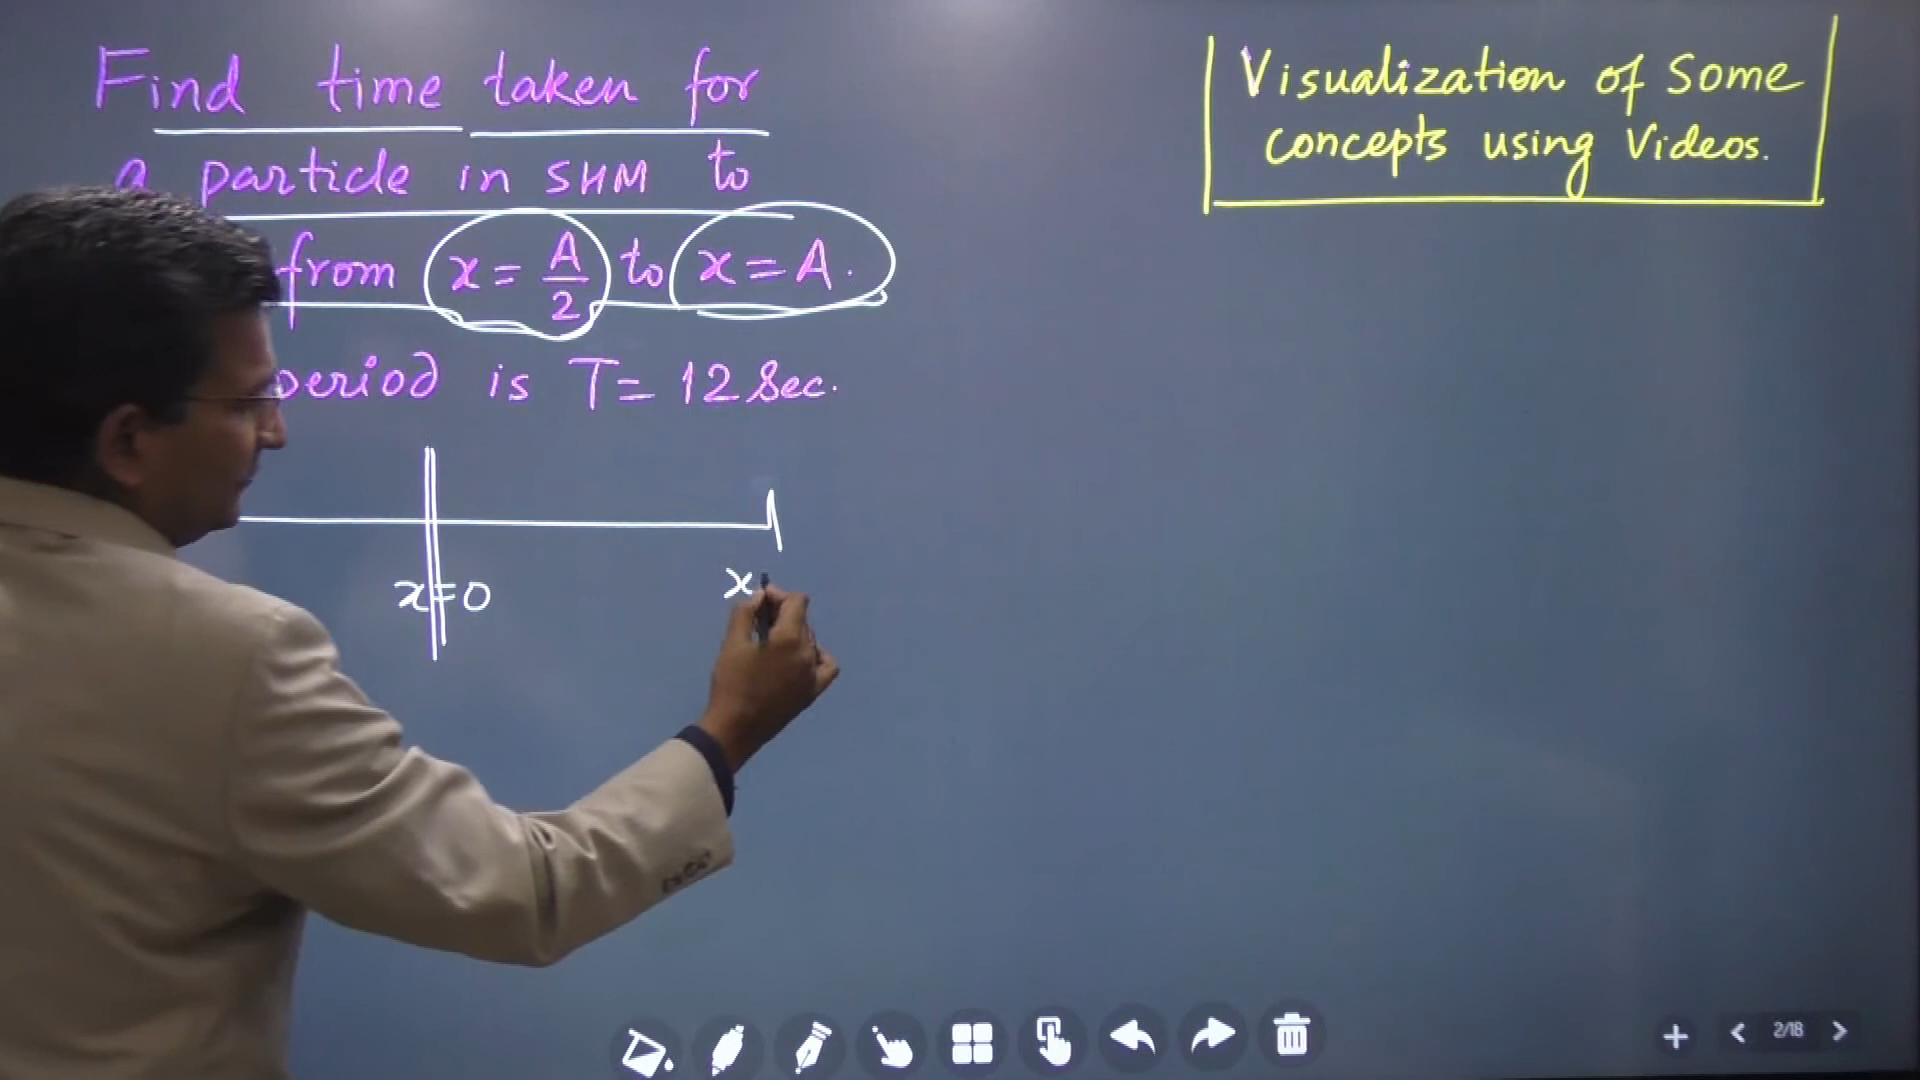 Find time taken for
a particle in SHM to
from x = A/2 to x = A.
period is T = 12 Sec.
x = 0
x
Visualization of Some
concepts using Videos.
2/18